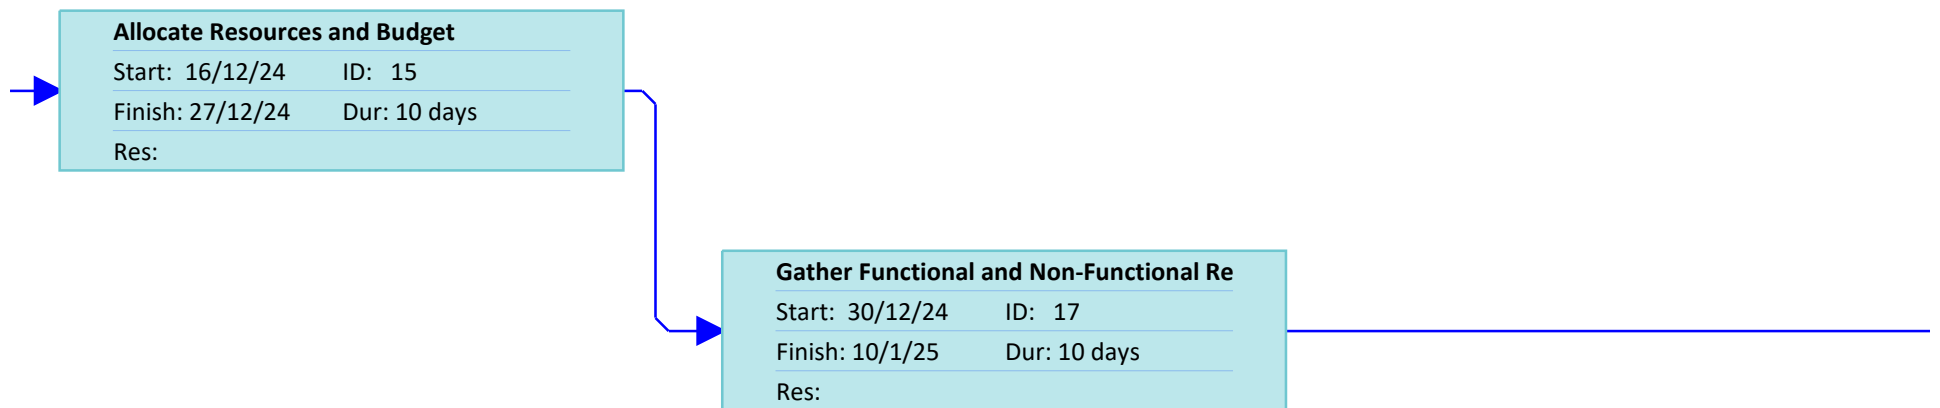 Allocate Resources and Budget
Start: 16/12/24 ID: 15
Finish: 27/12/24 Dur: 10 days
Res:
Gather Functional and Non-Functional Re
Start: 30/12/24 ID: 17
Finish: 10/1/25 Dur: 10 days
Res: